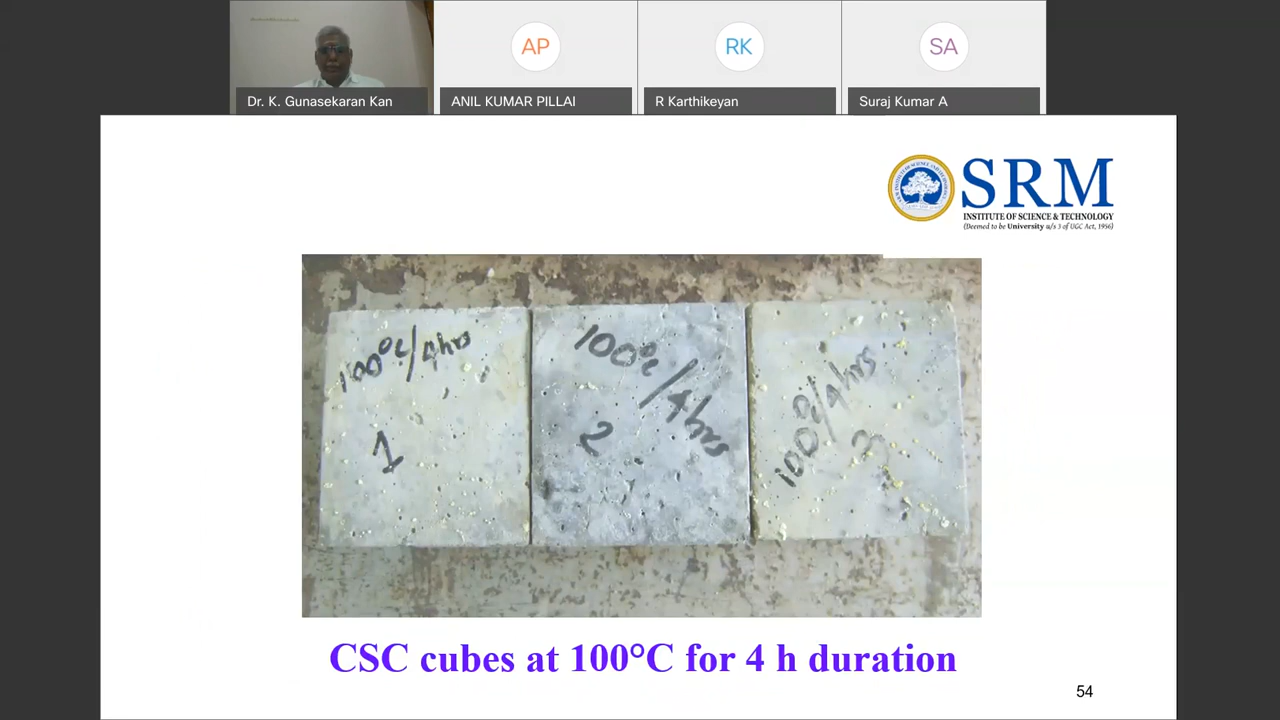 Dr. K. Gunasekaran Kan
AP
ANIL KUMAR PILLAI
RK
R Karthikeyan
SA
Suraj Kumar A
SRM
INSTITUTE OF SCIENCE & TECHNOLOGY
(Deemed to be University u/s 3 of UGC Act, 1956)
100°c/4hrs
1
100°c/4hrs
2
100°c/4hrs
3
CSC cubes at 100°C for 4 h duration
54